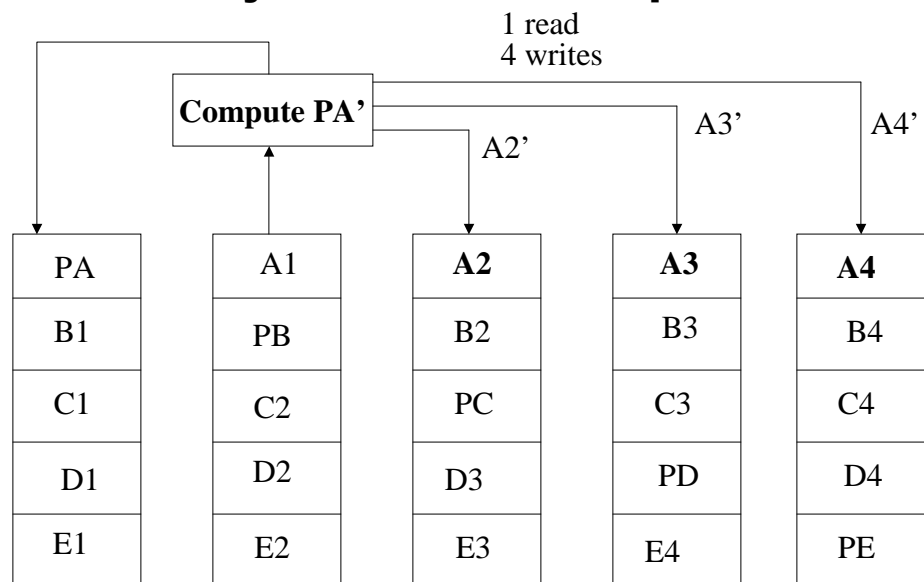 1 read
4 writes
Compute PA’
A2’
A3’
A4’
PA A1 A2 A3 A4
B1 PB B2 B3 B4
C1 C2 PC C3 C4
D1 D2 D3 PD D4
E1 E2 E3 E4 PE